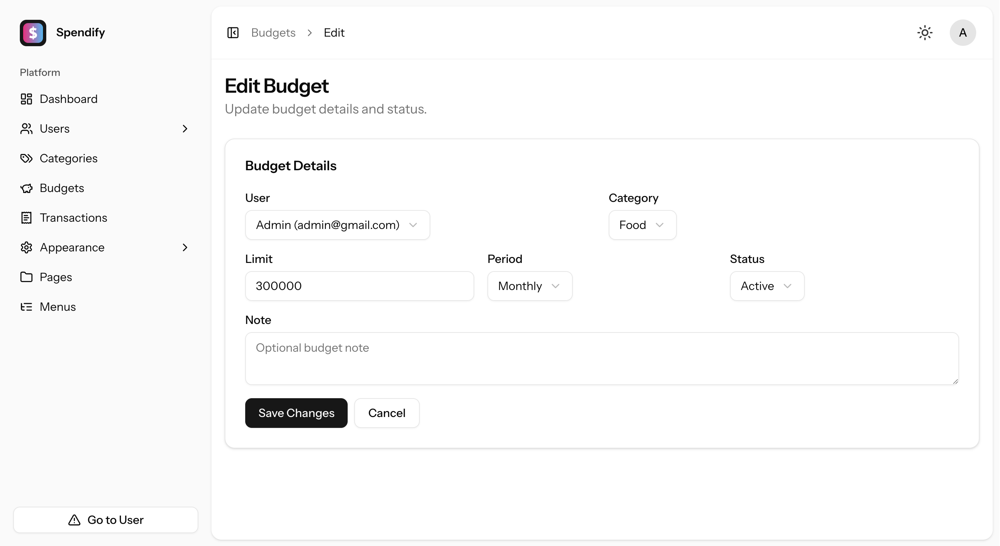 $
Spendify
Platform
Dashboard
Users
Categories
Budgets
Transactions
Appearance
Pages
Menus
Go to User
Budgets > Edit
A
Edit Budget
Update budget details and status.
Budget Details
User
Admin (admin@gmail.com)
Category
Food
Limit
300000
Period
Monthly
Status
Active
Note
Optional budget note
Save Changes
Cancel